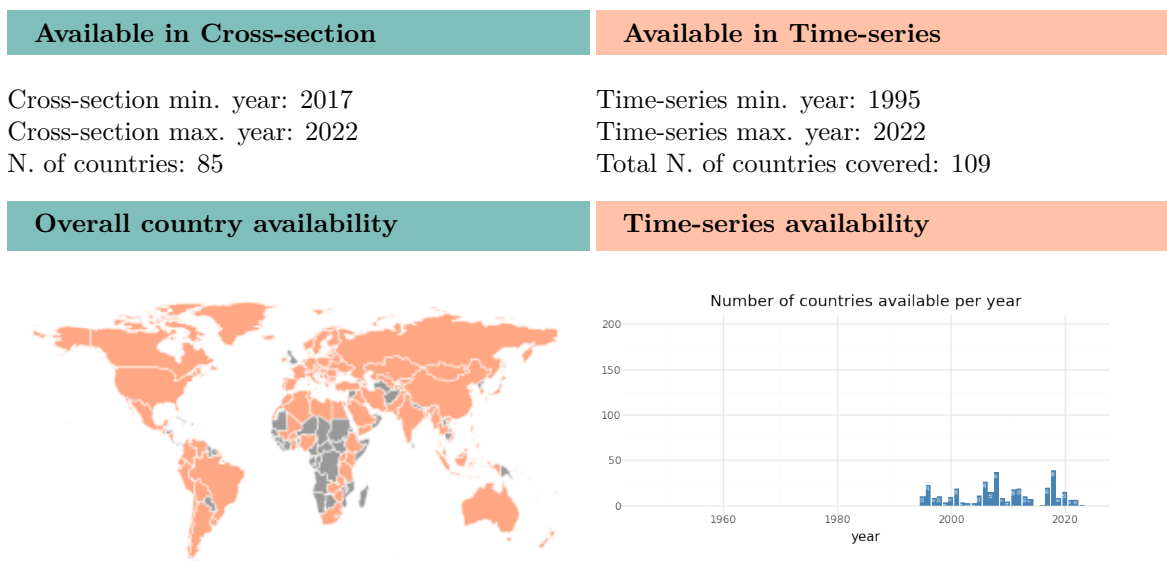 Available in Cross-section
Available in Time-series
Cross-section min. year: 2017
Cross-section max. year: 2022
N. of countries: 85
Time-series min. year: 1995
Time-series max. year: 2022
Total N. of countries covered: 109
Overall country availability
Time-series availability
Number of countries available per year
200
150
100
50
0
1960
1980
2000
2020
year